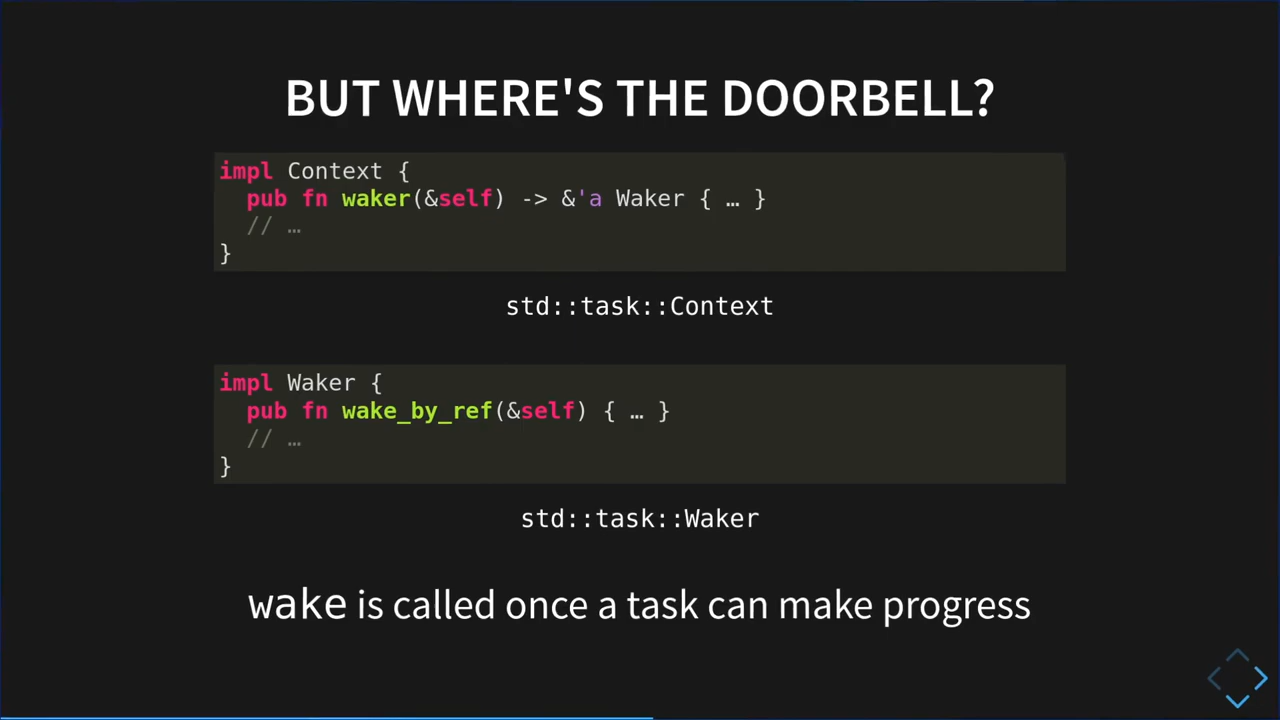 BUT WHERE'S THE DOORBELL?
impl Context {
  pub fn waker(&self) -> &'a Waker { … }
  // …
}
std::task::Context
impl Waker {
  pub fn wake_by_ref(&self) { … }
  // …
}
std::task::Waker
wake is called once a task can make progress